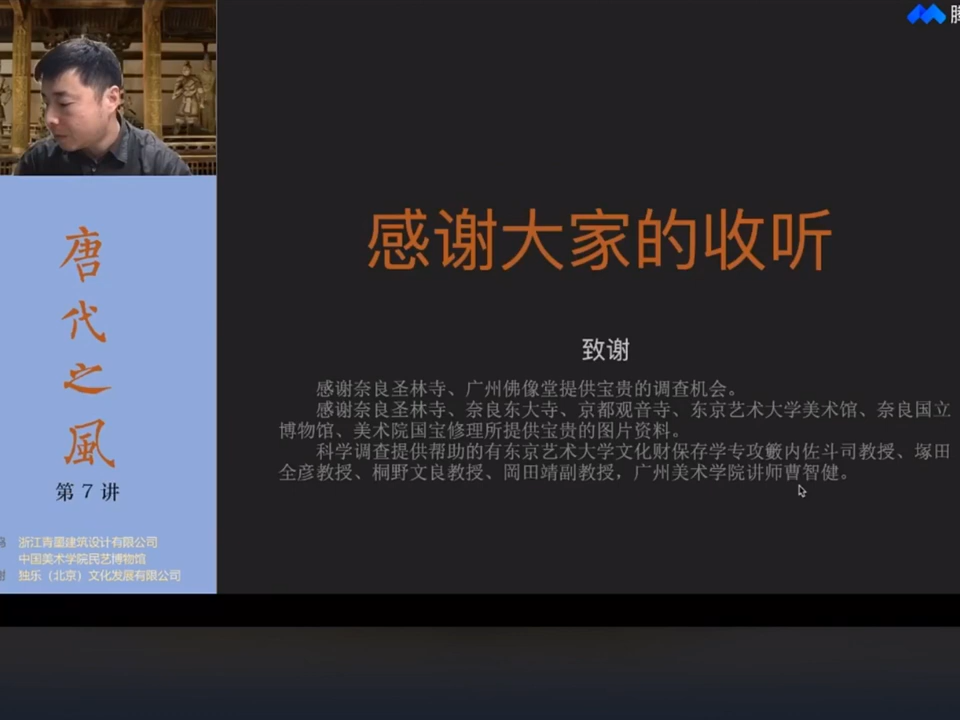 腾
感谢大家的收听
致谢
感谢奈良圣林寺、广州佛像堂提供宝贵的调查机会。
感谢奈良圣林寺、奈良东大寺、京都观音寺、东京艺术大学美术馆、奈良国立
博物馆、美术院国宝修理所提供宝贵的图片资料。
科学调查提供帮助的有东京艺术大学文化财保存学专攻籔内佐斗司教授、塚田
全彦教授、桐野文良教授、岡田靖副教授，广州美术学院讲师曹智健。
唐代之風
第7讲
浙江青墨建筑设计有限公司
中国美术学院民艺博物馆
独乐（北京）文化发展有限公司